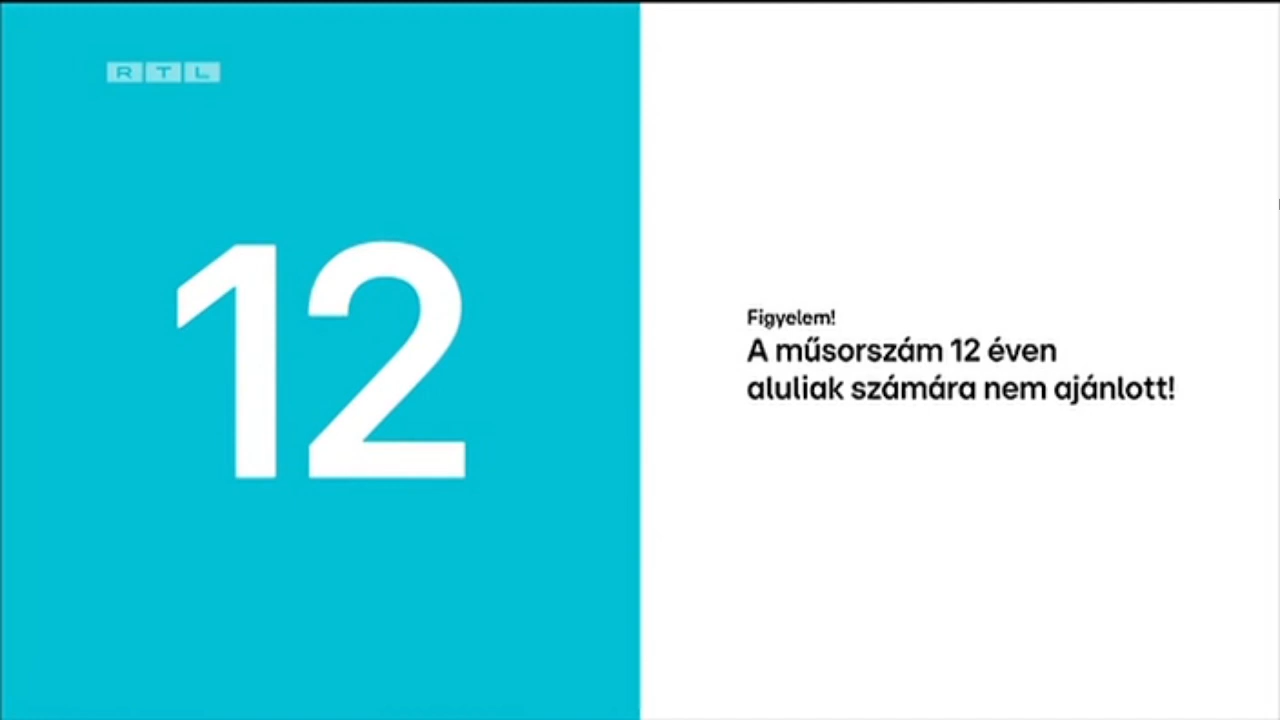 RTL
12
Figyelem!
A műsorszám 12 éven
aluliak számára nem ajánlott!